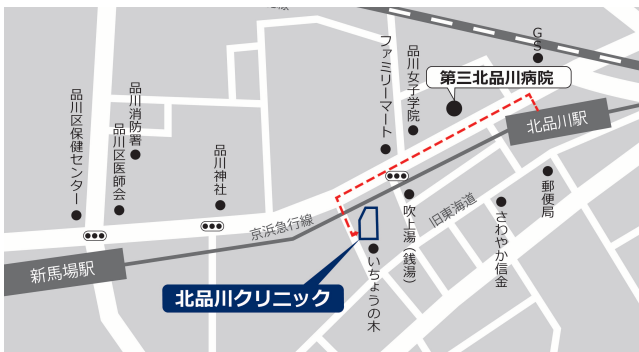 GS
ファミリーマート
品川女子学院
第三北品川病院
北品川駅
品川消防署
品川区保健センター
品川区医師会
品川神社
郵便局
旧東海道
さわやか信金
吹上湯（銭湯）
京浜急行線
いちょうの木
新馬場駅
北品川クリニック